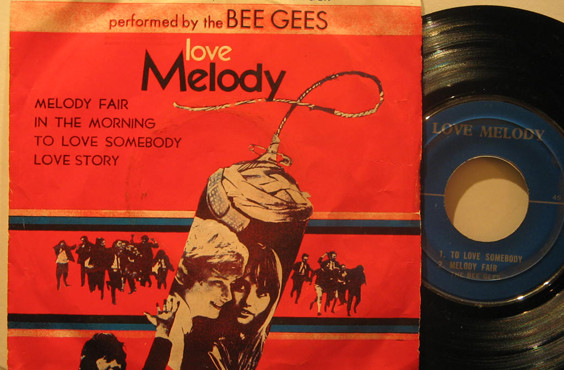 performed by the BEE GEES
love
Melody
MELODY FAIR
IN THE MORNING
TO LOVE SOMEBODY
LOVE STORY
LOVE MELODY
45
1. TO LOVE SOMEBODY
2. MELODY FAIR